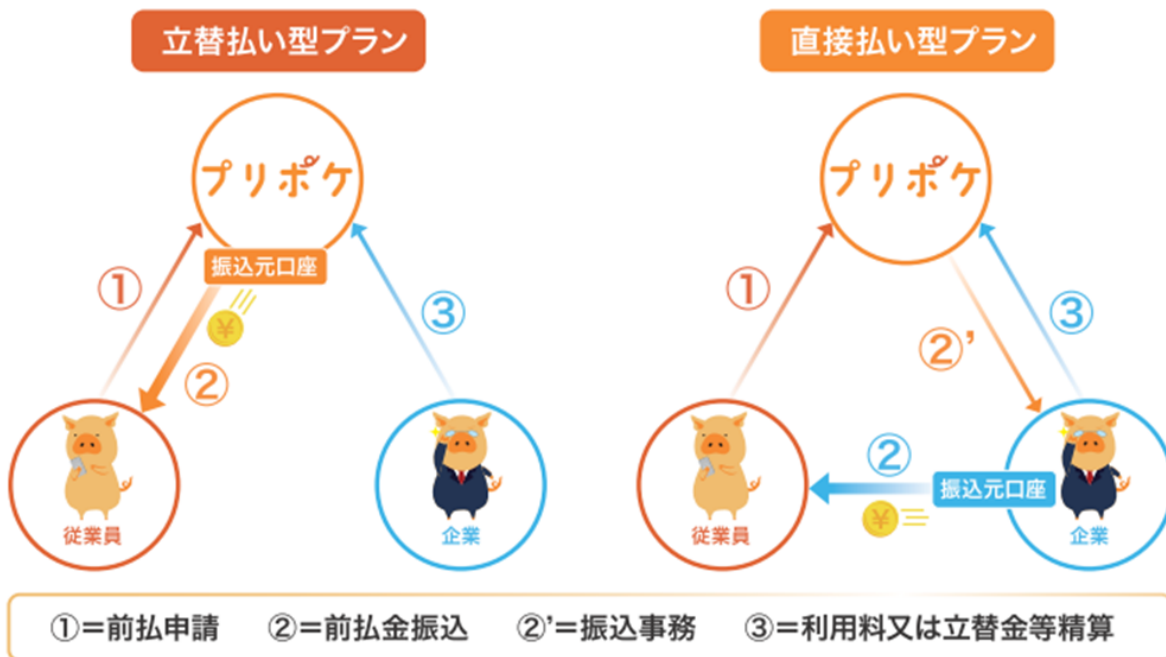 立替払い型プラン
プリポケ
振込元口座
①
¥
②
③
従業員
企業
直接払い型プラン
プリポケ
①
②’
③
②
振込元口座
¥
従業員
企業
①=前払申請 ②=前払金振込 ②’=振込事務 ③=利用料又は立替金等精算